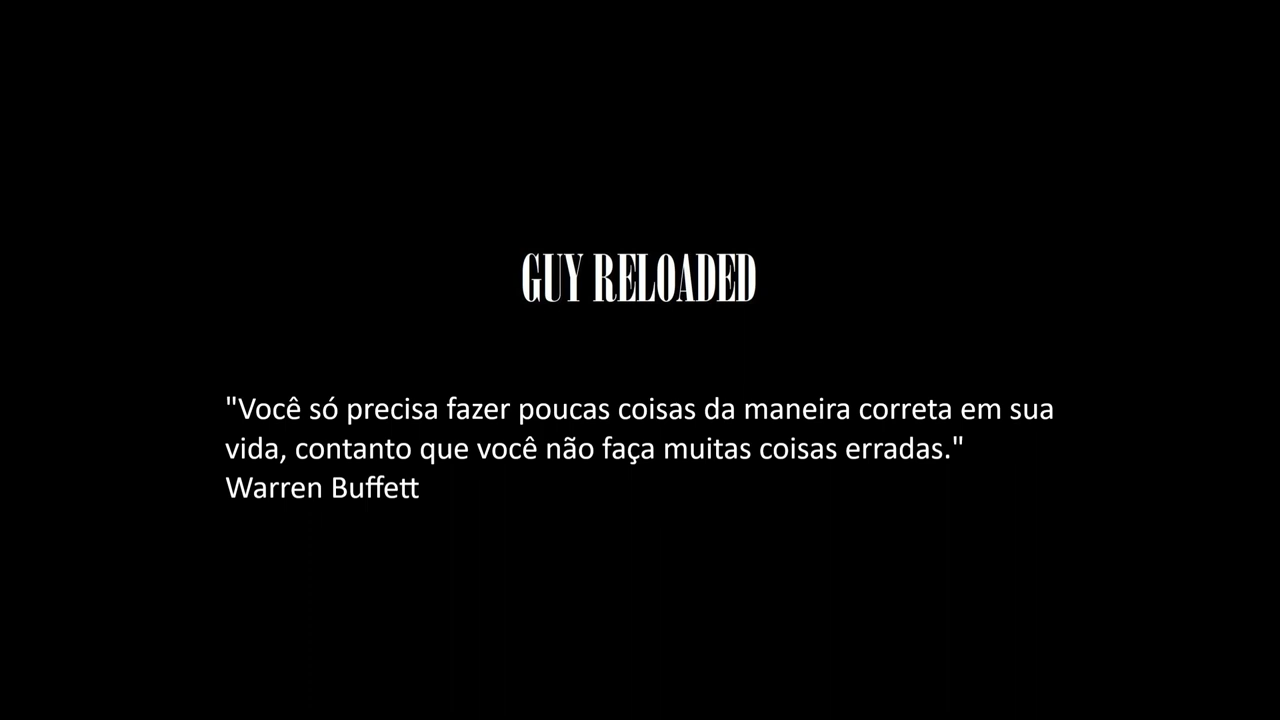 GUY RELOADED
"Você só precisa fazer poucas coisas da maneira correta em sua
vida, contanto que você não faça muitas coisas erradas."
Warren Buffett